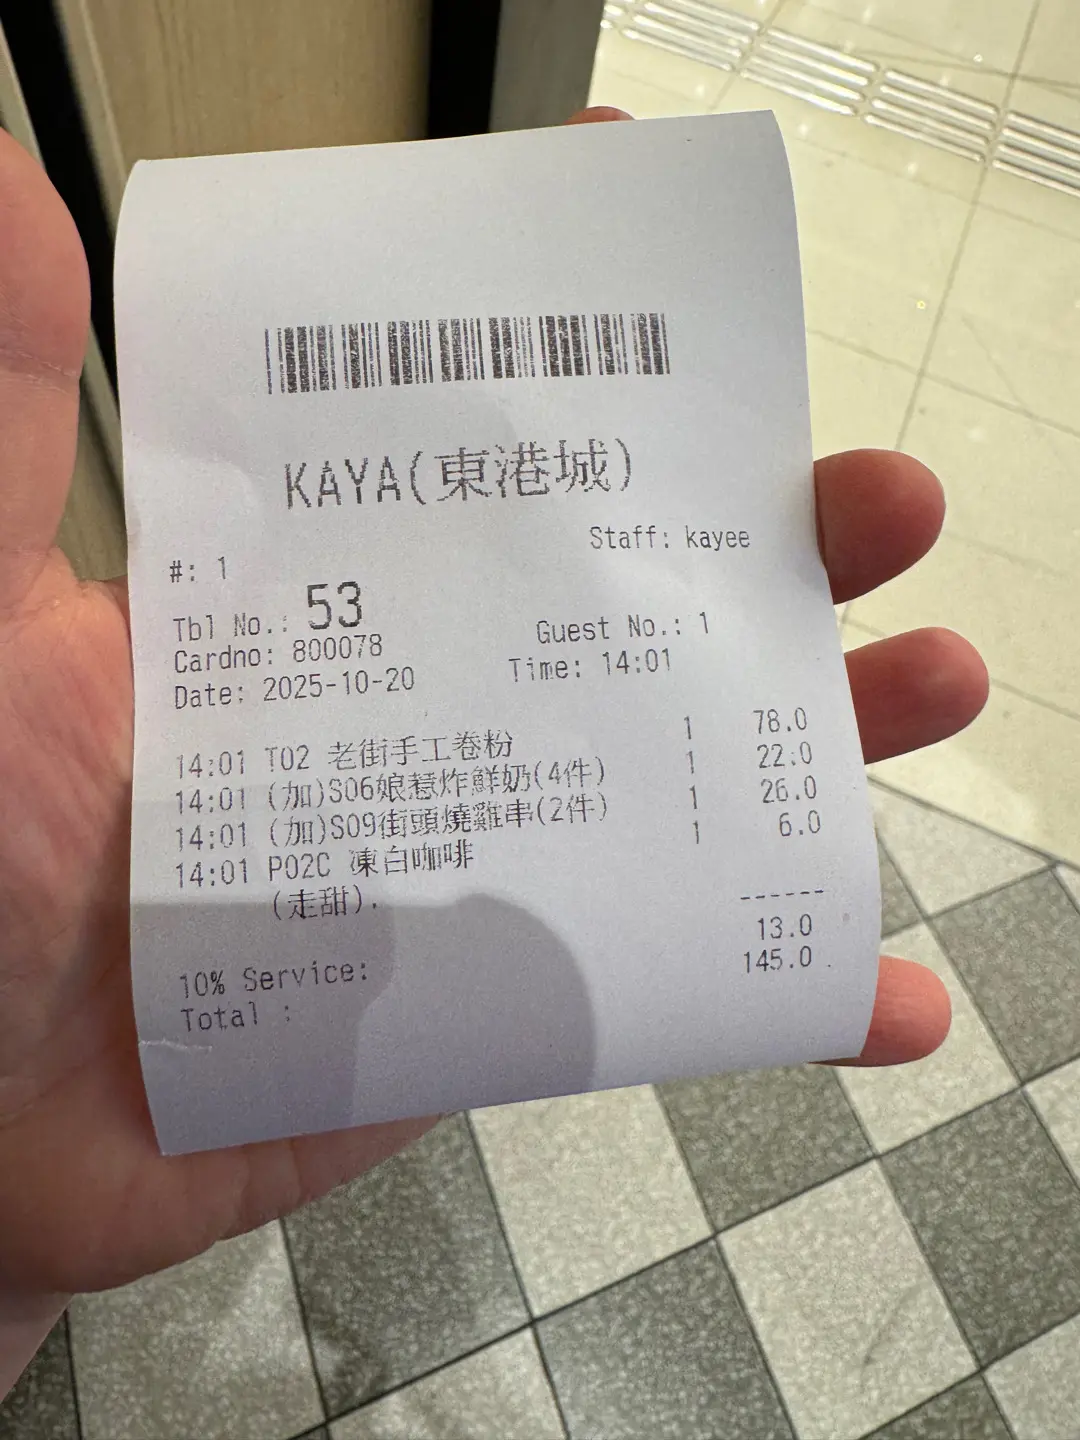 KAYA(東港城)
Staff: kayee
#: 1
Tbl No.: 53
Guest No.: 1
Cardno: 800078
Date: 2025-10-20 Time: 14:01
14:01 T02 老街手工卷粉 1 78.0
14:01 (加)S06娘惹炸鮮奶(4件) 1 22.0
14:01 (加)S09街頭燒雞串(2件) 1 26.0
14:01 P02C 凍白咖啡 1 6.0
(走甜).
------
10% Service: 13.0
Total : 145.0